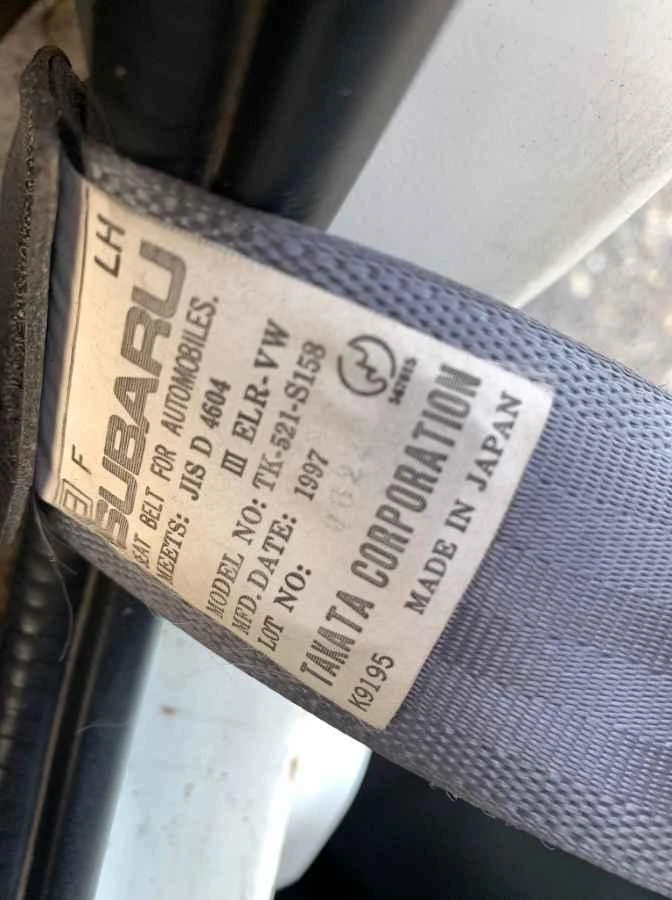 F LH
SUBARU
SEAT BELT FOR AUTOMOBILES.
MEETS: JIS D 4604
III ELR-VW
MODEL NO: TK-521-S158
MFD. DATE: 1997
LOT NO:
TAKATA CORPORATION
K9195 MADE IN JAPAN